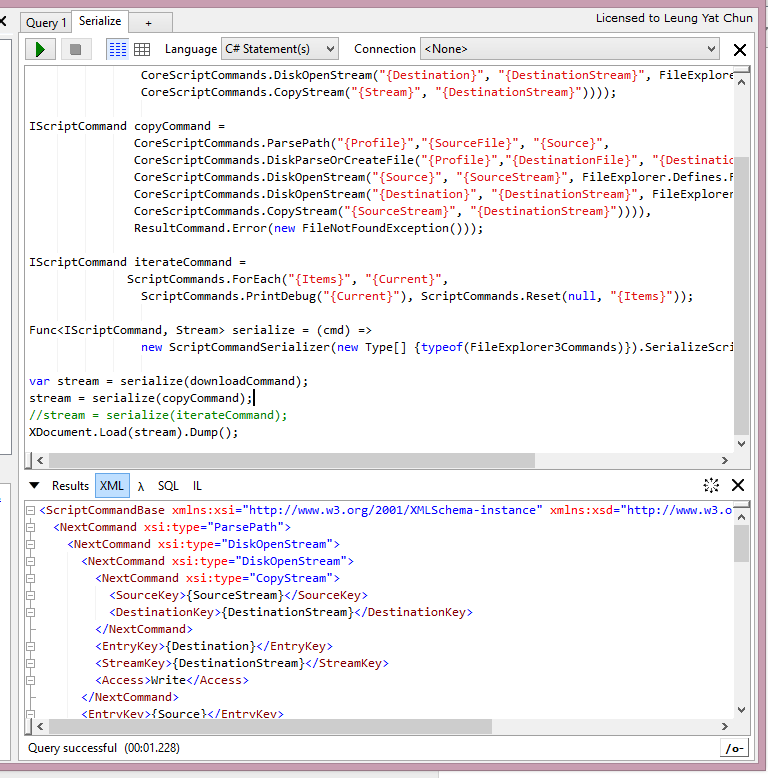 Licensed to Leung Yat Chun
Query 1 Serialize +
Language C# Statement(s) Connection <None>
CoreScriptCommands.DiskOpenStream("{Destination}", "{DestinationStream}", FileExplore
CoreScriptCommands.CopyStream("{Stream}", "{DestinationStream}"))));
IScriptCommand copyCommand =
CoreScriptCommands.ParsePath("{Profile}","{SourceFile}", "{Source}",
CoreScriptCommands.DiskParseOrCreateFile("{Profile}","{DestinationFile}", "{Destinatio
CoreScriptCommands.DiskOpenStream("{Source}", "{SourceStream}", FileExplorer.Defines.F
CoreScriptCommands.DiskOpenStream("{Destination}", "{DestinationStream}", FileExplorer
CoreScriptCommands.CopyStream("{SourceStream}", "{DestinationStream}")))),
ResultCommand.Error(new FileNotFoundException()));
IScriptCommand iterateCommand =
ScriptCommands.ForEach("{Items}", "{Current}",
ScriptCommands.PrintDebug("{Current}"), ScriptCommands.Reset(null, "{Items}"));
Func<IScriptCommand, Stream> serialize = (cmd) =>
new ScriptCommandSerializer(new Type[] {typeof(FileExplorer3Commands)}).SerializeScri
var stream = serialize(downloadCommand);
stream = serialize(copyCommand);
//stream = serialize(iterateCommand);
XDocument.Load(stream).Dump();
Results XML λ SQL IL
<ScriptCommandBase xmlns:xsi="http://www.w3.org/2001/XMLSchema-instance" xmlns:xsd="http://www.w3.o
<NextCommand xsi:type="ParsePath">
<NextCommand xsi:type="DiskOpenStream">
<NextCommand xsi:type="DiskOpenStream">
<NextCommand xsi:type="CopyStream">
<SourceKey>{SourceStream}</SourceKey>
<DestinationKey>{DestinationStream}</DestinationKey>
</NextCommand>
<EntryKey>{Destination}</EntryKey>
<StreamKey>{DestinationStream}</StreamKey>
<Access>Write</Access>
</NextCommand>
<EntryKey>{Source}</EntryKey>
Query successful (00:01.228)
/o-